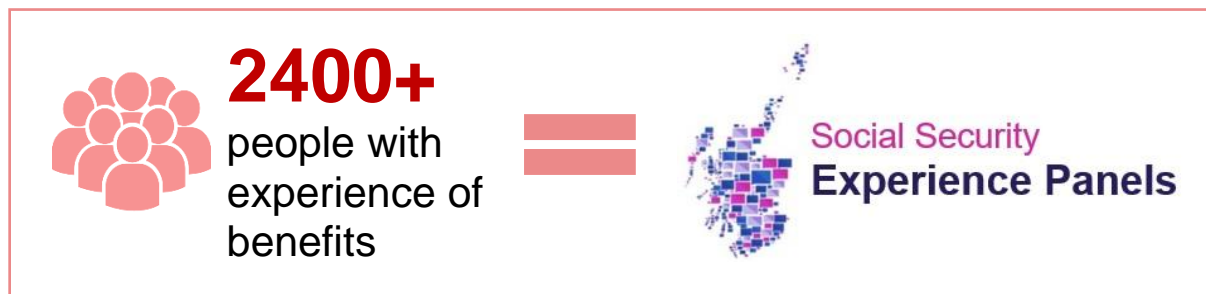 2400+
people with
experience of
benefits
Social Security
Experience Panels